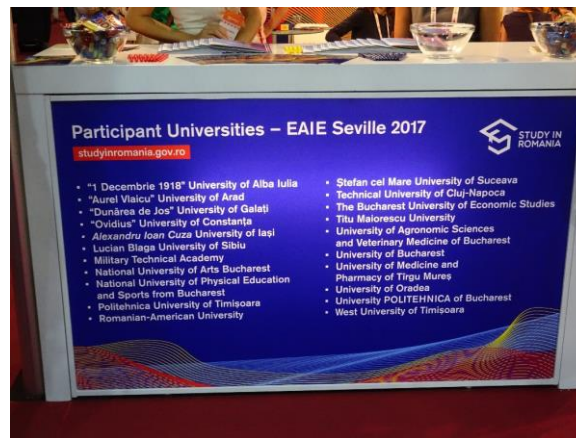 Participant Universities – EAIE Seville 2017
studyinromania.gov.ro
STUDY IN
ROMANIA
• "1 Decembrie 1918" University of Alba Iulia
• "Aurel Vlaicu" University of Arad
• "Dunărea de Jos" University of Galați
• "Ovidius" University of Constanța
• Alexandru Ioan Cuza University of Iași
• Lucian Blaga University of Sibiu
• Military Technical Academy
• National University of Arts Bucharest
• National University of Physical Education
and Sports from Bucharest
• Politehnica University of Timișoara
• Romanian-American University
• Ștefan cel Mare University of Suceava
• Technical University of Cluj-Napoca
• The Bucharest University of Economic Studies
• Titu Maiorescu University
• University of Agronomic Sciences
and Veterinary Medicine of Bucharest
• University of Bucharest
• University of Medicine and
Pharmacy of Tîrgu Mureș
• University of Oradea
• University POLITEHNICA of Bucharest
• West University of Timișoara